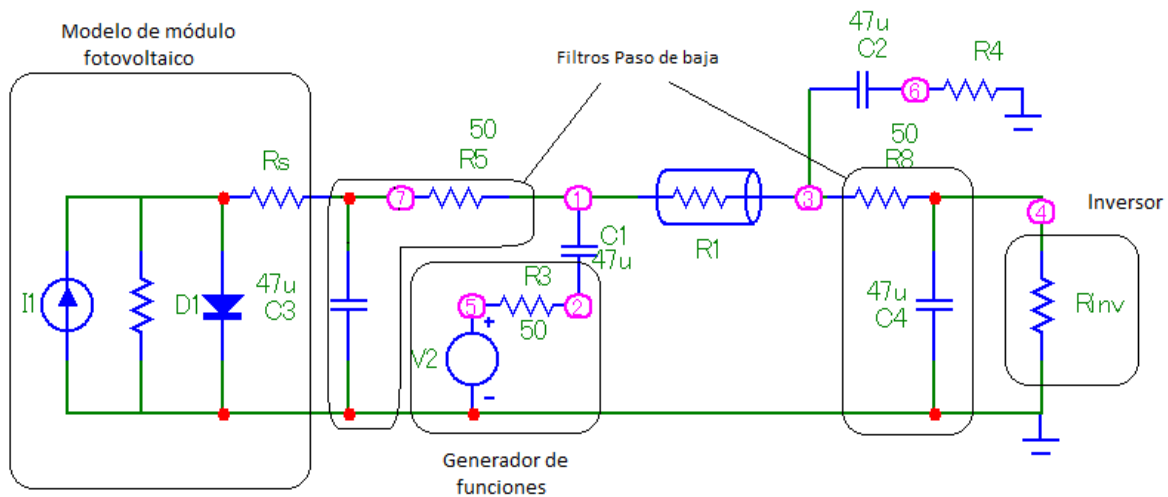 Modelo de módulo
fotovoltaico
Filtros Paso de baja
47u
C2
6
R4
50
R5
50
R8
Rs
7
1
3
4
R1
Inversor
C1
47u
R3
I1
D1
47u
C3
5
2
50
+
V2
-
47u
C4
Rinv
Generador de
funciones